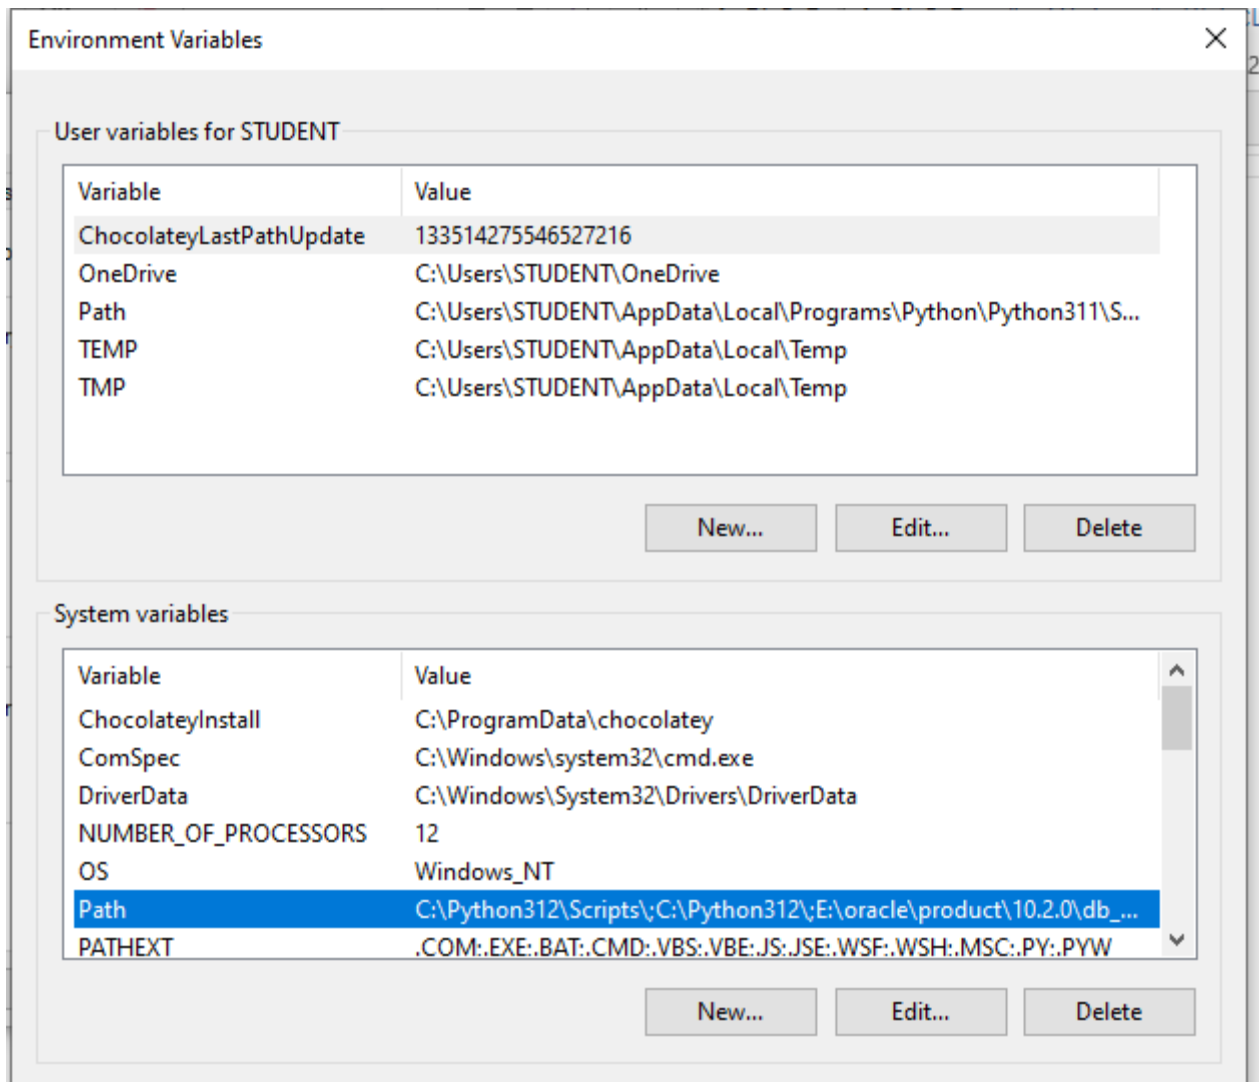 Environment Variables
User variables for STUDENT
Variable Value
ChocolateyLastPathUpdate 133514275546527216
OneDrive C:\Users\STUDENT\OneDrive
Path C:\Users\STUDENT\AppData\Local\Programs\Python\Python311\S...
TEMP C:\Users\STUDENT\AppData\Local\Temp
TMP C:\Users\STUDENT\AppData\Local\Temp
New... Edit... Delete
System variables
Variable Value
ChocolateyInstall C:\ProgramData\chocolatey
ComSpec C:\Windows\system32\cmd.exe
DriverData C:\Windows\System32\Drivers\DriverData
NUMBER_OF_PROCESSORS 12
OS Windows_NT
Path C:\Python312\Scripts\;C:\Python312\;E:\oracle\product\10.2.0\db_...
PATHEXT .COM;.EXE;.BAT;.CMD;.VBS;.VBE;.JS;.JSE;.WSF;.WSH;.MSC;.PY;.PYW
New... Edit... Delete